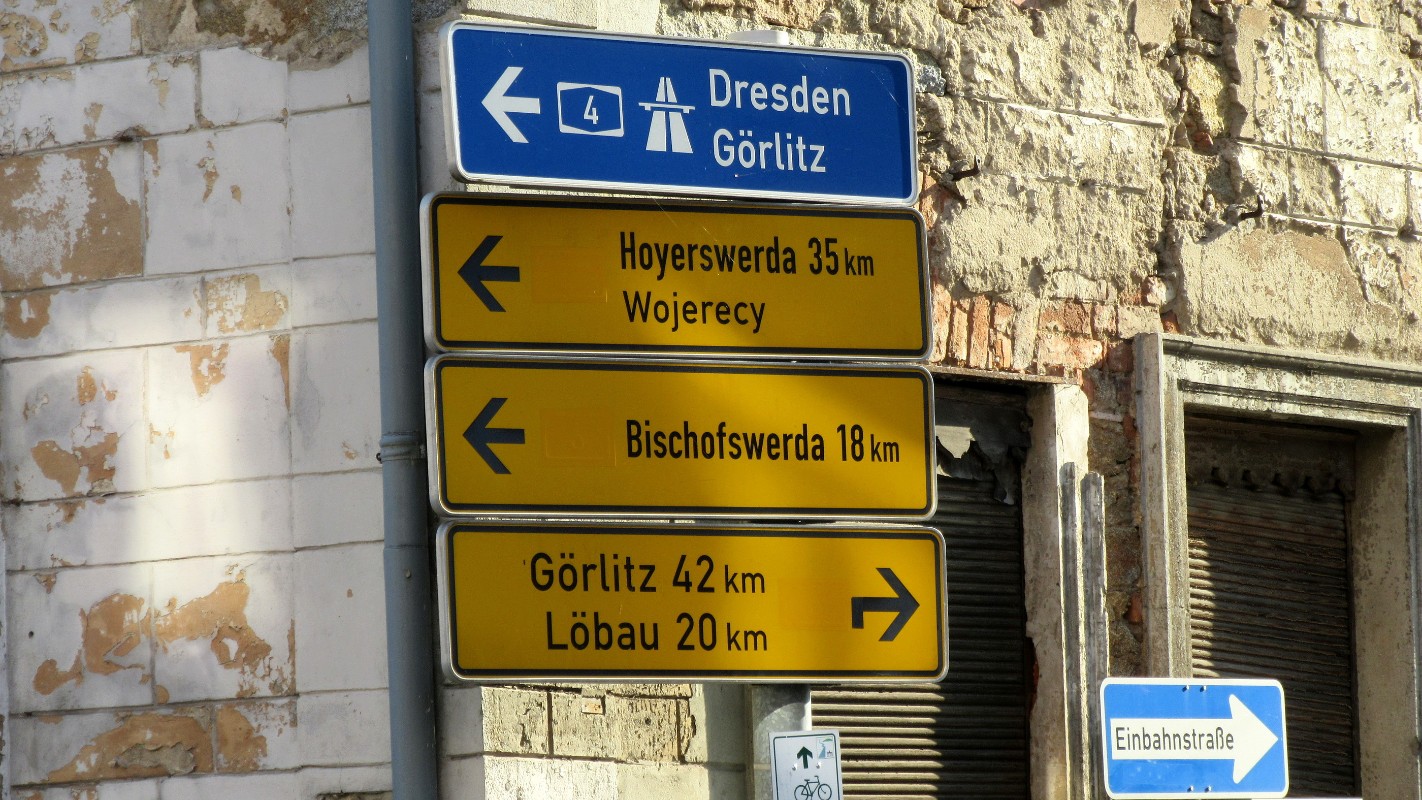 4
Dresden
Görlitz
Hoyerswerda 35 km
Wojerecy
Bischofswerda 18 km
Görlitz 42 km
Löbau 20 km
Einbahnstraße